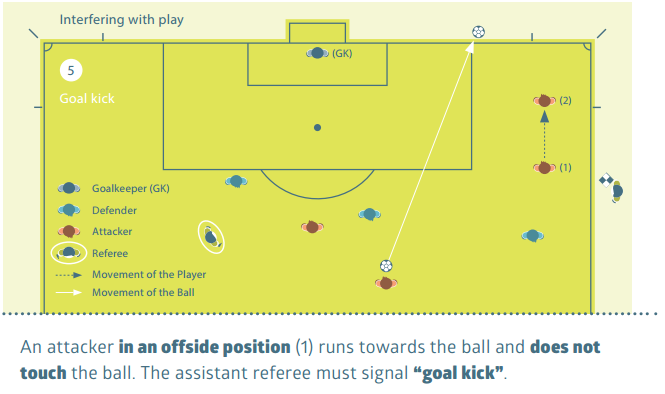 Interfering with play
(GK)
5
(2)
Goal kick
(1)
Goalkeeper (GK)
Defender
Attacker
Referee
Movement of the Player
Movement of the Ball
An attacker in an offside position (1) runs towards the ball and does not
touch the ball. The assistant referee must signal “goal kick”.